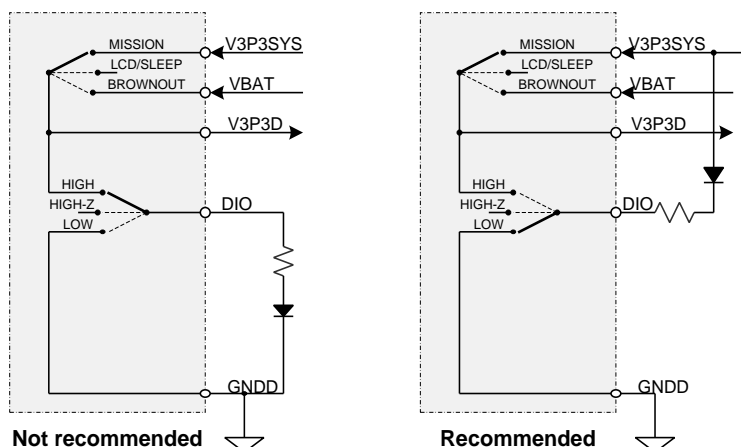 MISSION
V3P3SYS
LCD/SLEEP
BROWNOUT
VBAT
V3P3D
HIGH
HIGH-Z
DIO
LOW
GNDD
Not recommended
MISSION
V3P3SYS
LCD/SLEEP
BROWNOUT
VBAT
V3P3D
HIGH
HIGH-Z
DIO
LOW
GNDD
Recommended